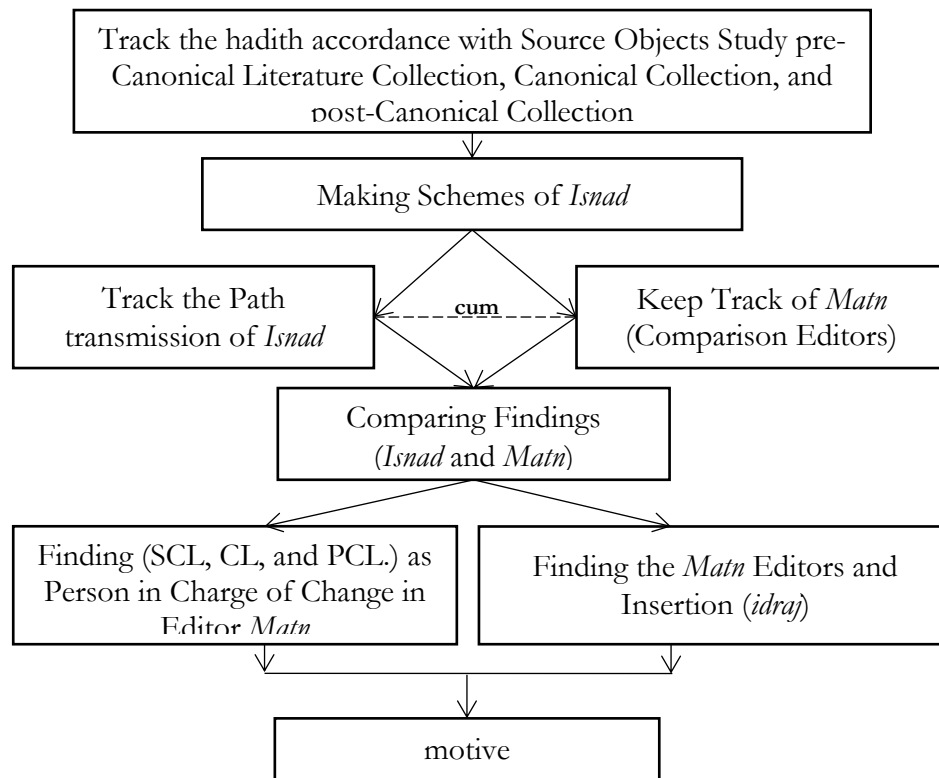 Track the hadith accordance with Source Objects Study pre-
Canonical Literature Collection, Canonical Collection, and
post-Canonical Collection
Making Schemes of Isnad
Track the Path
transmission of Isnad
cum
Keep Track of Matn
(Comparison Editors)
Comparing Findings
(Isnad and Matn)
Finding (SCL, CL, and PCL.) as
Person in Charge of Change in
Editor Matn
Finding the Matn Editors and
Insertion (idraj)
motive